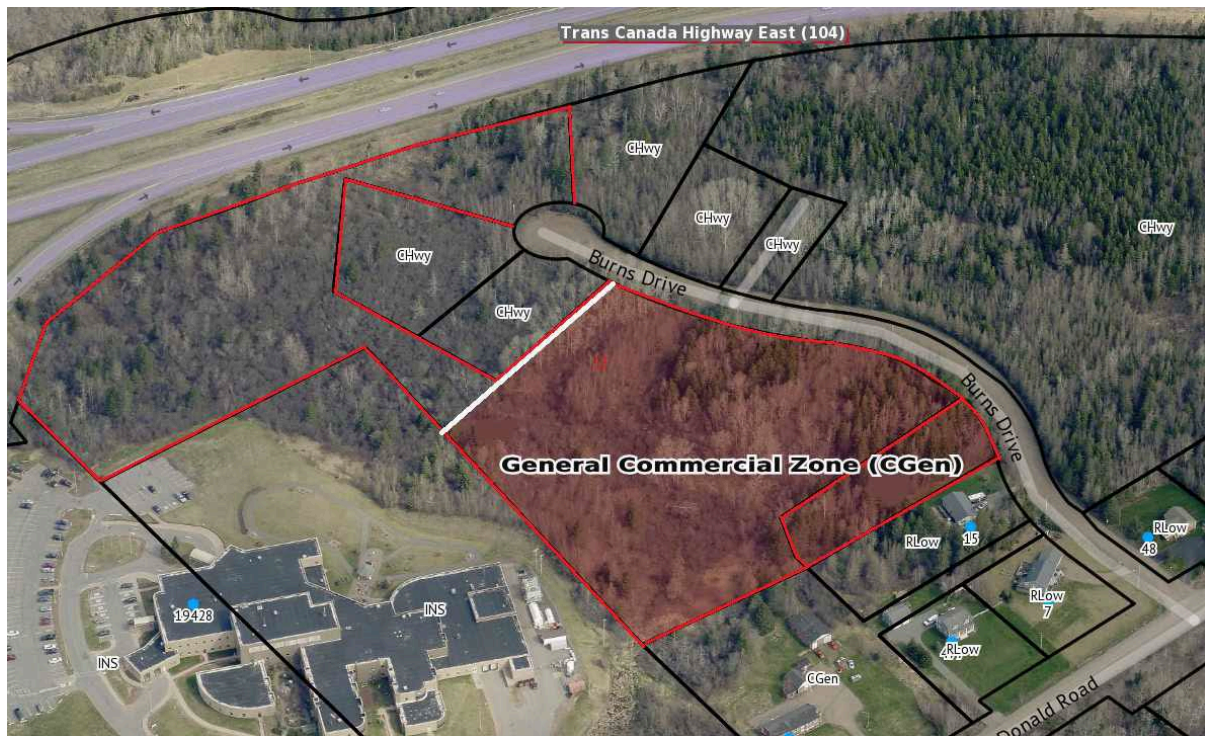 Trans Canada Highway East (104)
CHwy
CHwy
CHwy
CHwy
CHwy
CHwy
Burns Drive
Burns Drive
General Commercial Zone (CGen)
RLow
15
RLow
48
RLow
7
RLow
19428
INS
INS
CGen
Donald Road